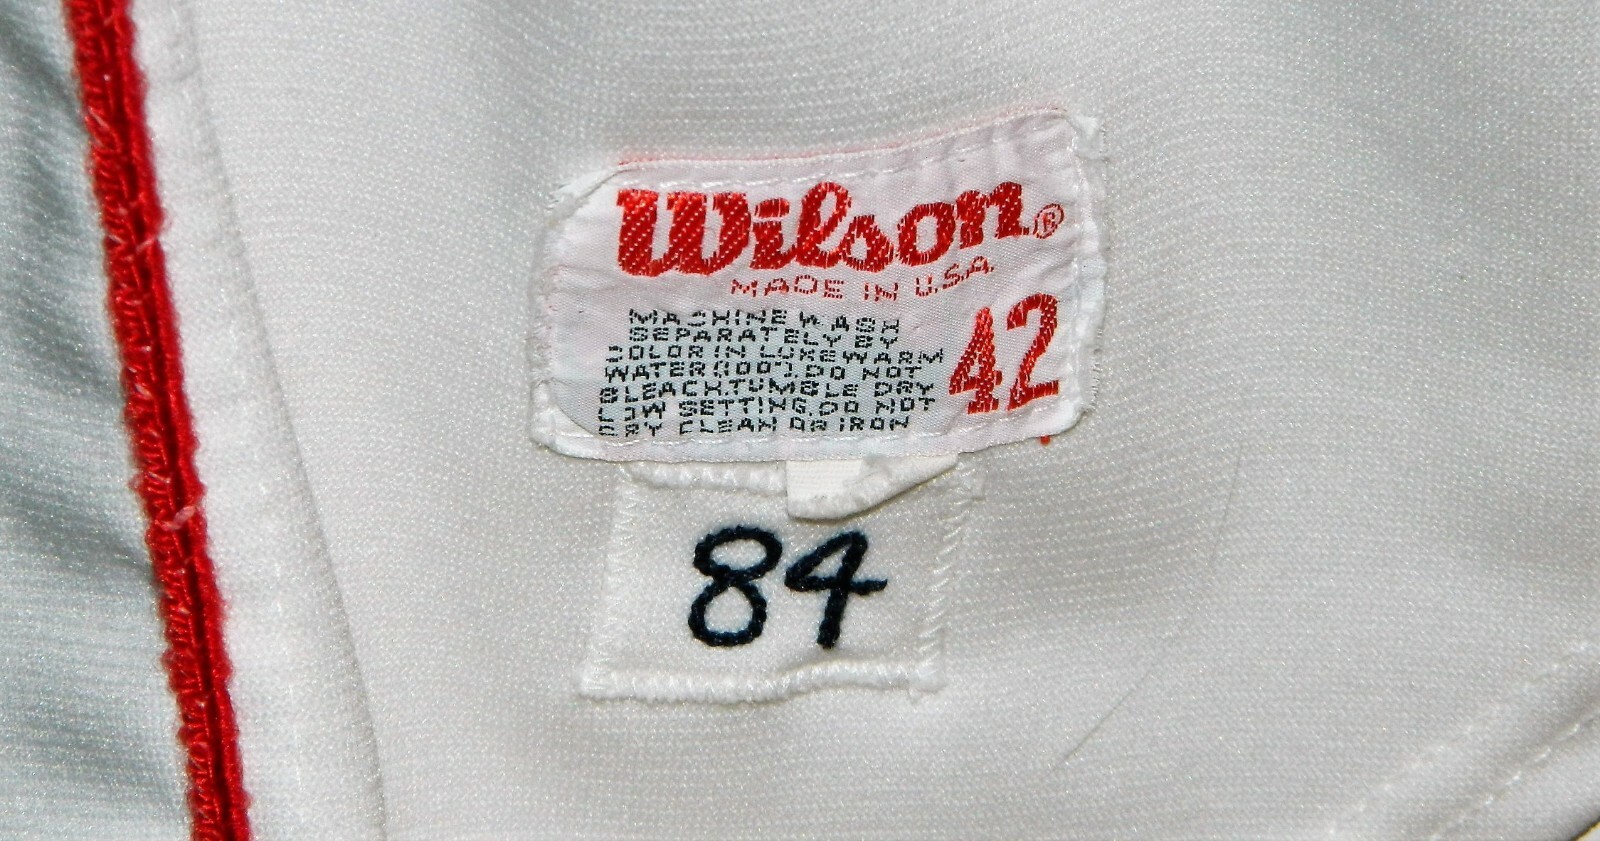 Wilson®
MADE IN U.S.A.
42
MACHINE WASH
SEPARATELY BY
COLOR IN LUKEWARM
WATER (100°). DO NOT
BLEACH. TUMBLE DRY
LOW SETTING. DO NOT
DRY CLEAN OR IRON
84